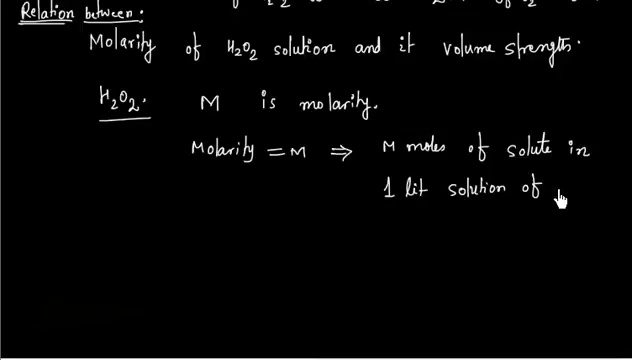 Relation between:
Molarity of H2O2 solution and it volume strength.
H2O2. M is molarity.
Molarity = M ⇒ M moles of solute in
1 lit solution of